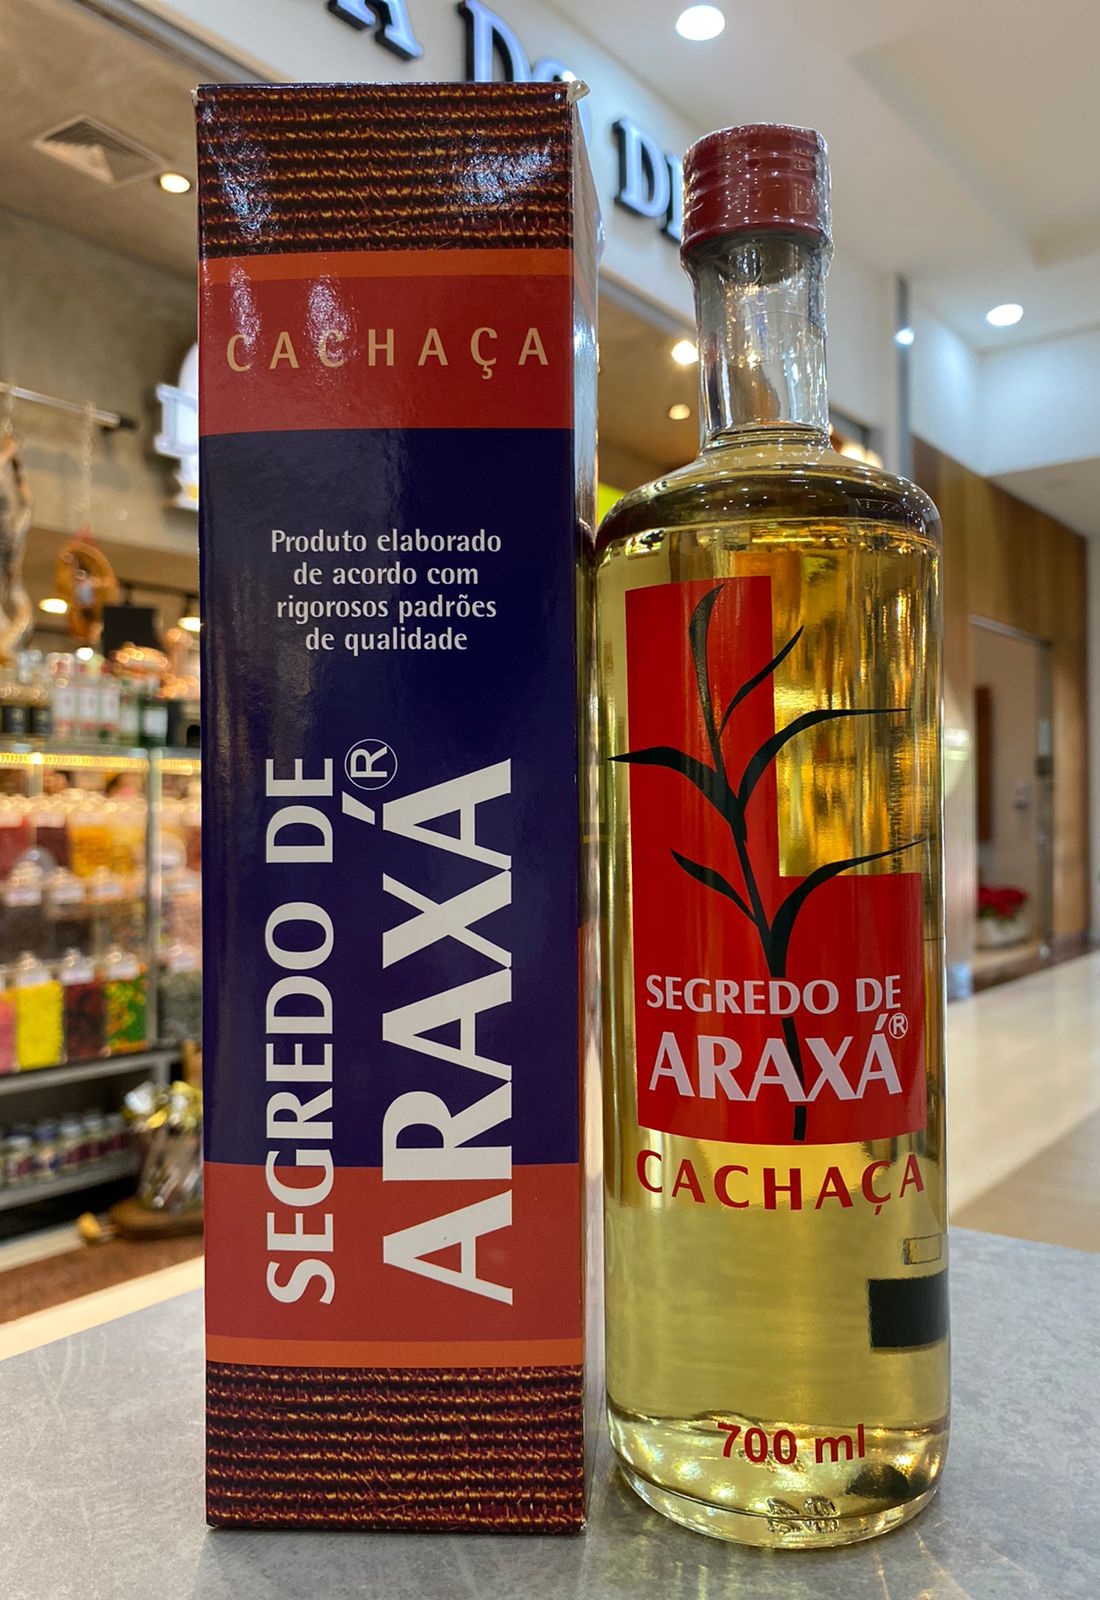 CACHAÇA
Produto elaborado
de acordo com
rigorosos padrões
de qualidade
SEGREDO DE
ARAXÁ®
SEGREDO DE
ARAXÁ®
CACHAÇA
700 ml